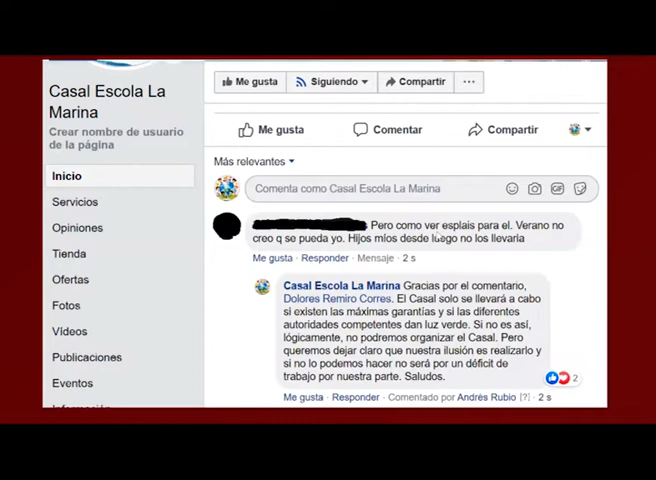 Casal Escola La
Marina
Crear nombre de usuario
de la página
Inicio
Servicios
Opiniones
Tienda
Ofertas
Fotos
Vídeos
Publicaciones
Eventos
Información
Me gusta
Siguiendo
Compartir
Me gusta
Comentar
Compartir
Más relevantes
Comenta como Casal Escola La Marina
GIF
Pero como ver esplais para el. Verano no
creo q se pueda yo. Hijos míos desde luego no los llevaria
Me gusta · Responder · Mensaje · 2 s
Casal Escola La Marina Gracias por el comentario,
Dolores Remiro Corres. El Casal solo se llevará a cabo
si existen las máximas garantías y si las diferentes
autoridades competentes dan luz verde. Si no es así,
lógicamente, no podremos organizar el Casal. Pero
queremos dejar claro que nuestra ilusión es realizarlo y
si no lo podemos hacer no será por un déficit de
trabajo por nuestra parte. Saludos.
2
Me gusta · Responder · Comentado por Andrés Rubio [?] · 2 s